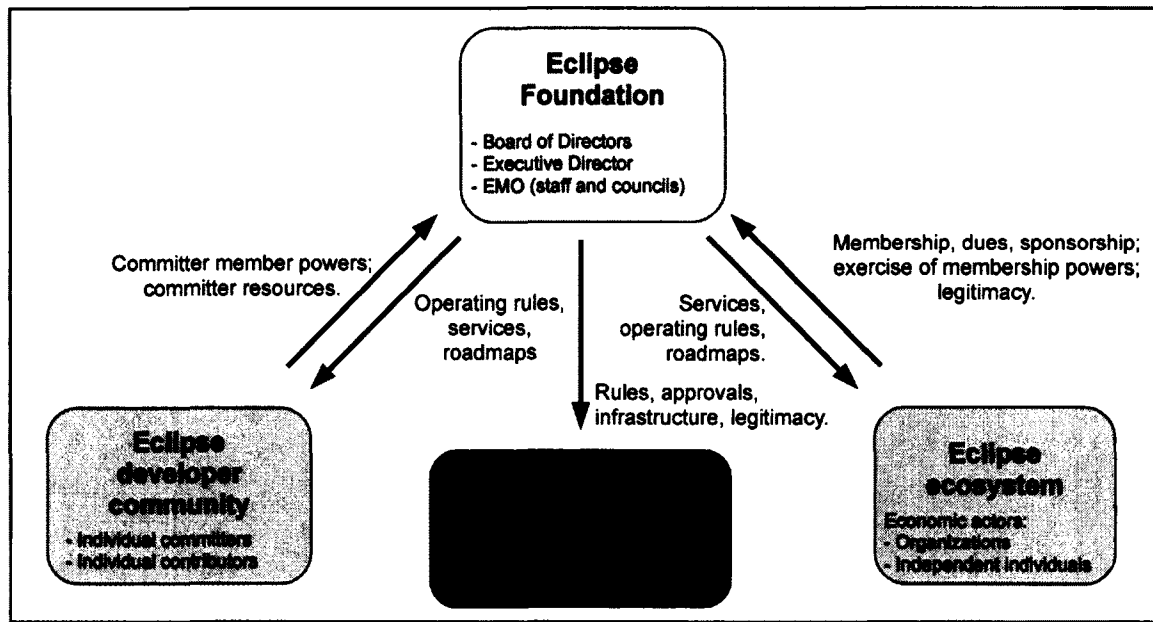 Eclipse
Foundation
- Board of Directors
- Executive Director
- EMO (staff and councils)
Committer member powers;
committer resources.
Operating rules,
services,
roadmaps
Services,
operating rules,
roadmaps.
Membership, dues, sponsorship;
exercise of membership powers;
legitimacy.
Rules, approvals,
infrastructure, legitimacy.
Eclipse
developer
community
- Individual committers
- Individual contributors
Eclipse
ecosystem
Economic actors:
- Organizations
- Independent individuals